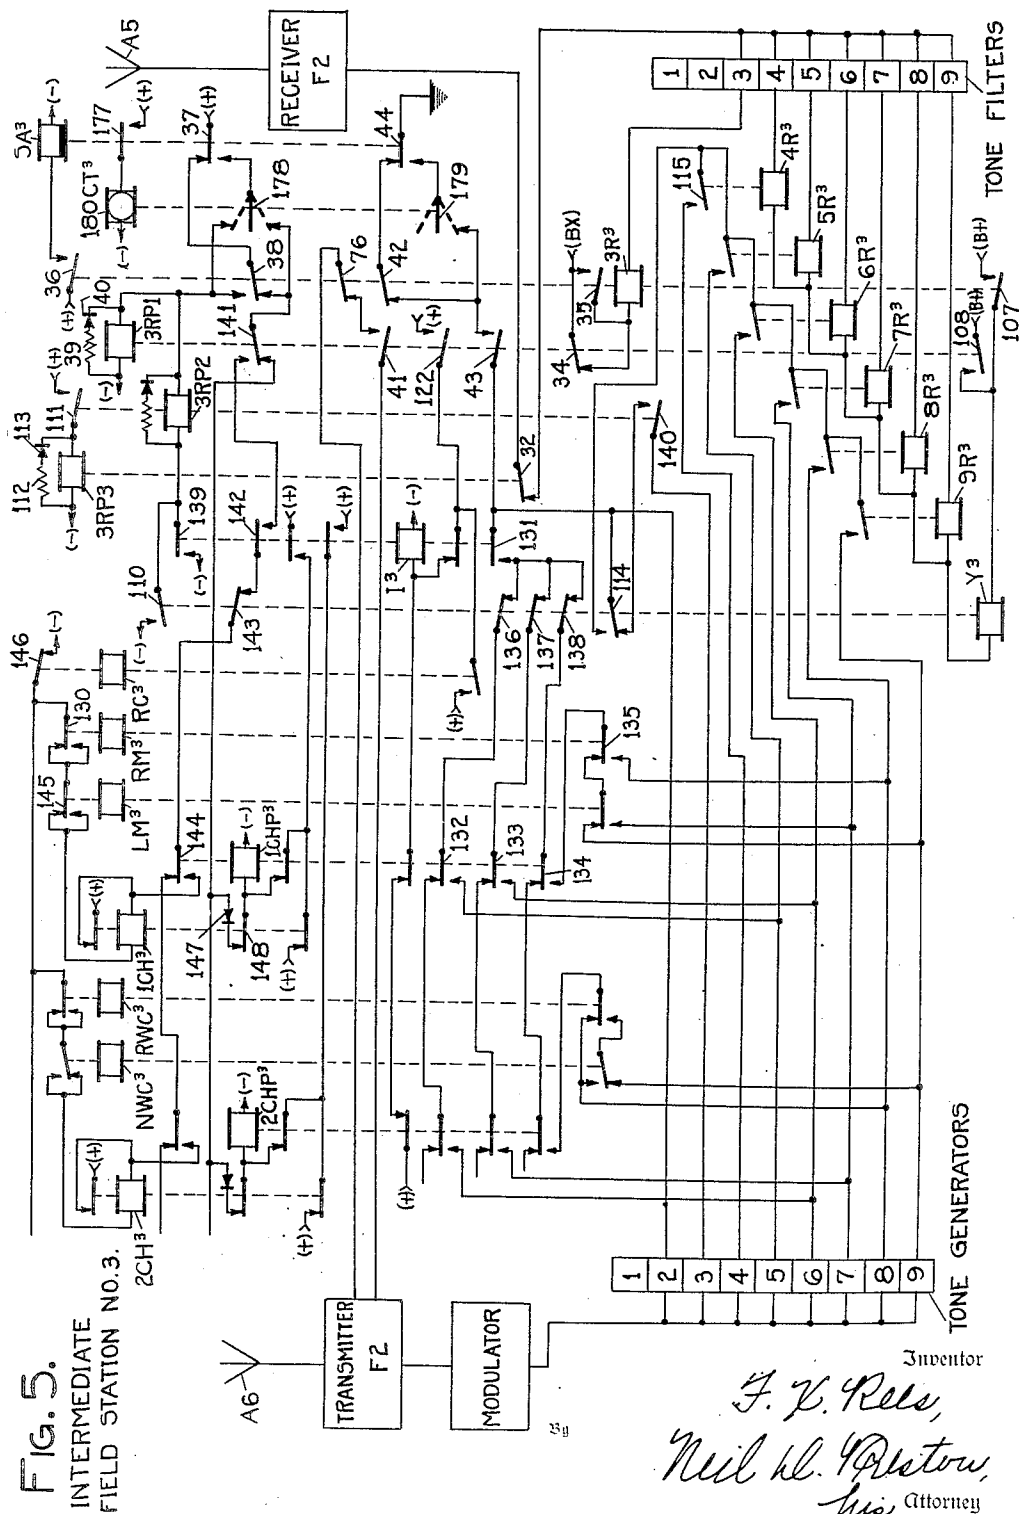 FIG. 5.
INTERMEDIATE
FIELD STATION NO. 3.
5A³
(-)
A5
RECEIVER
F2
180CT³
177
(+)
(-)
37
(+)
178
44
179
36
(+)
40
39
3RP1
(-)
38
141
76
42
41
122
(+)
43
(BX)
35
3R³
34
115
4R³
5R³
6R³
7R³
8R³
9R³
Y³
108
(B+)
(B+)
107
1
2
3
4
5
6
7
8
9
TONE FILTERS
113
112
111
(+)
(-)
3RP3
3RP2
139
(-)
110
(-)
142
(+)
(+)
143
32
140
I³
(-)
131
136
137
138
114
146
(-)
130
145
RC³
RM³
LM³
(+)
135
144
1CHP³
(-)
132
133
134
147
148
(+)
(+)
1CH³
RWC³
NWC³
2CHP³
(-)
(+)
2CH³
(+)
(+)
A6
TRANSMITTER
F2
MODULATOR
1
2
3
4
5
6
7
8
9
TONE GENERATORS
Inventor
F. X. Rees,
By
Neil W. Preston,
his Attorney